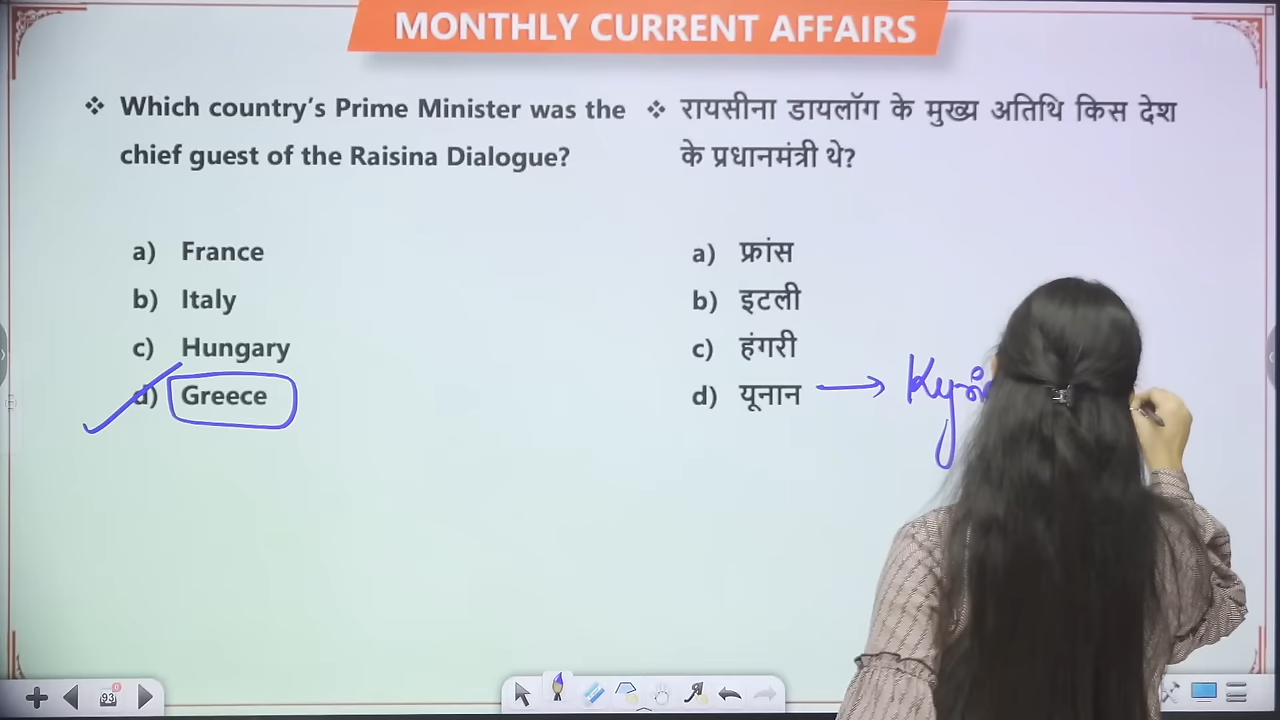 MONTHLY CURRENT AFFAIRS
❖ Which country's Prime Minister was the
chief guest of the Raisina Dialogue?
a) France
b) Italy
c) Hungary
d) Greece
❖ रायसीना डायलॉग के मुख्य अतिथि किस देश
के प्रधानमंत्री थे?
a) फ्रांस
b) इटली
c) हंगरी
d) यूनान →
93